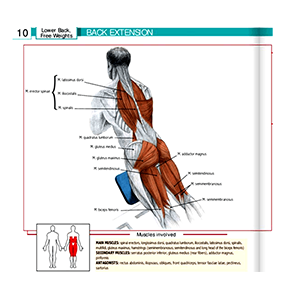 10
Lower Back,
Free Weights
BACK EXTENSION
M. latissimus dorsi
M. erector spinae
M. iliocostalis
M. spinalis
M. quadratus lumborum
M. gluteus medius
M. adductor magnus
M. gluteus maximus
M. semimembranosus
M. semitendinosus
M. semimembranosus
M. biceps femoris
Muscles involved
MAIN MUSCLES: spinal erectors, longissimus dorsi, quadratus lumborum, iliocostalis, latissimus dorsi, spinalis,
multifidi, gluteus maximus, hamstrings (semimembranosus, semitendinosus and long head of the biceps femoris)
SECONDARY MUSCLES: serratus posterior inferior, gluteus medius (rear fibers), adductor magnus,
piriformis.
ANTAGONISTS: rectus abdominis, iliopsoas, obliques, front quadriceps, tensor fasciae latae, pectineus,
sartorius.